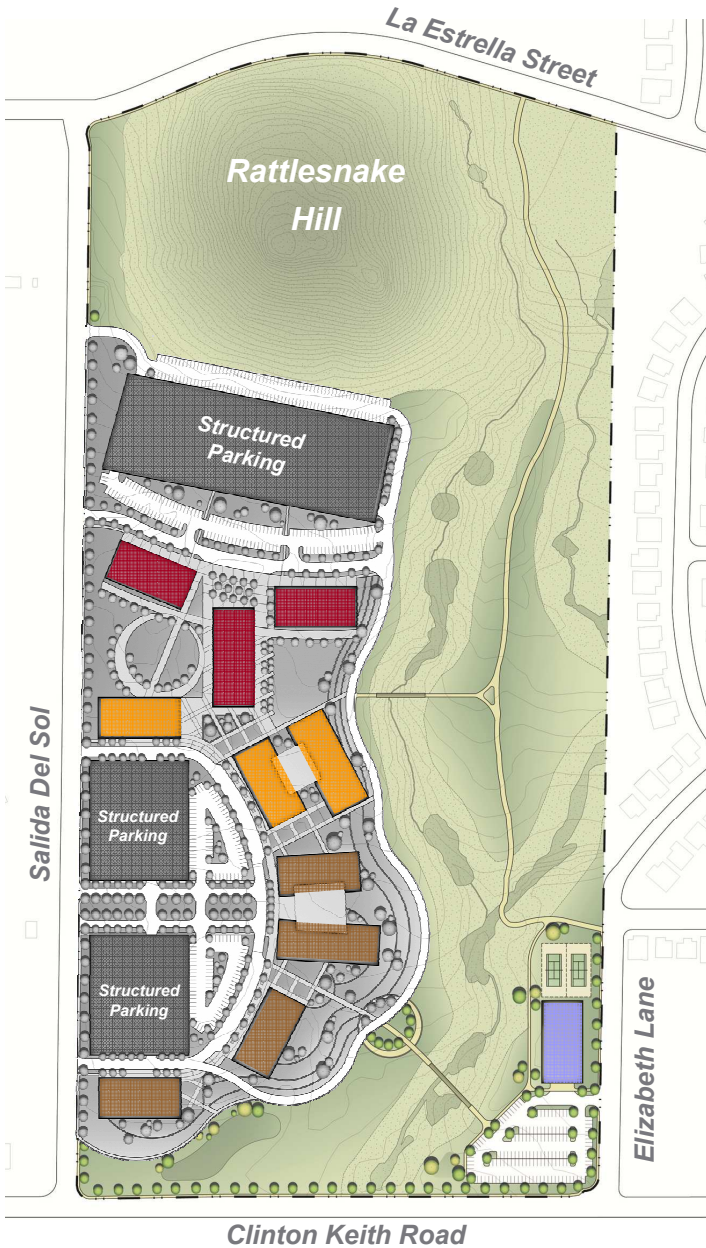 La Estrella Street
Rattlesnake
Hill
Structured
Parking
Salida Del Sol
Structured
Parking
Structured
Parking
Elizabeth Lane
Clinton Keith Road